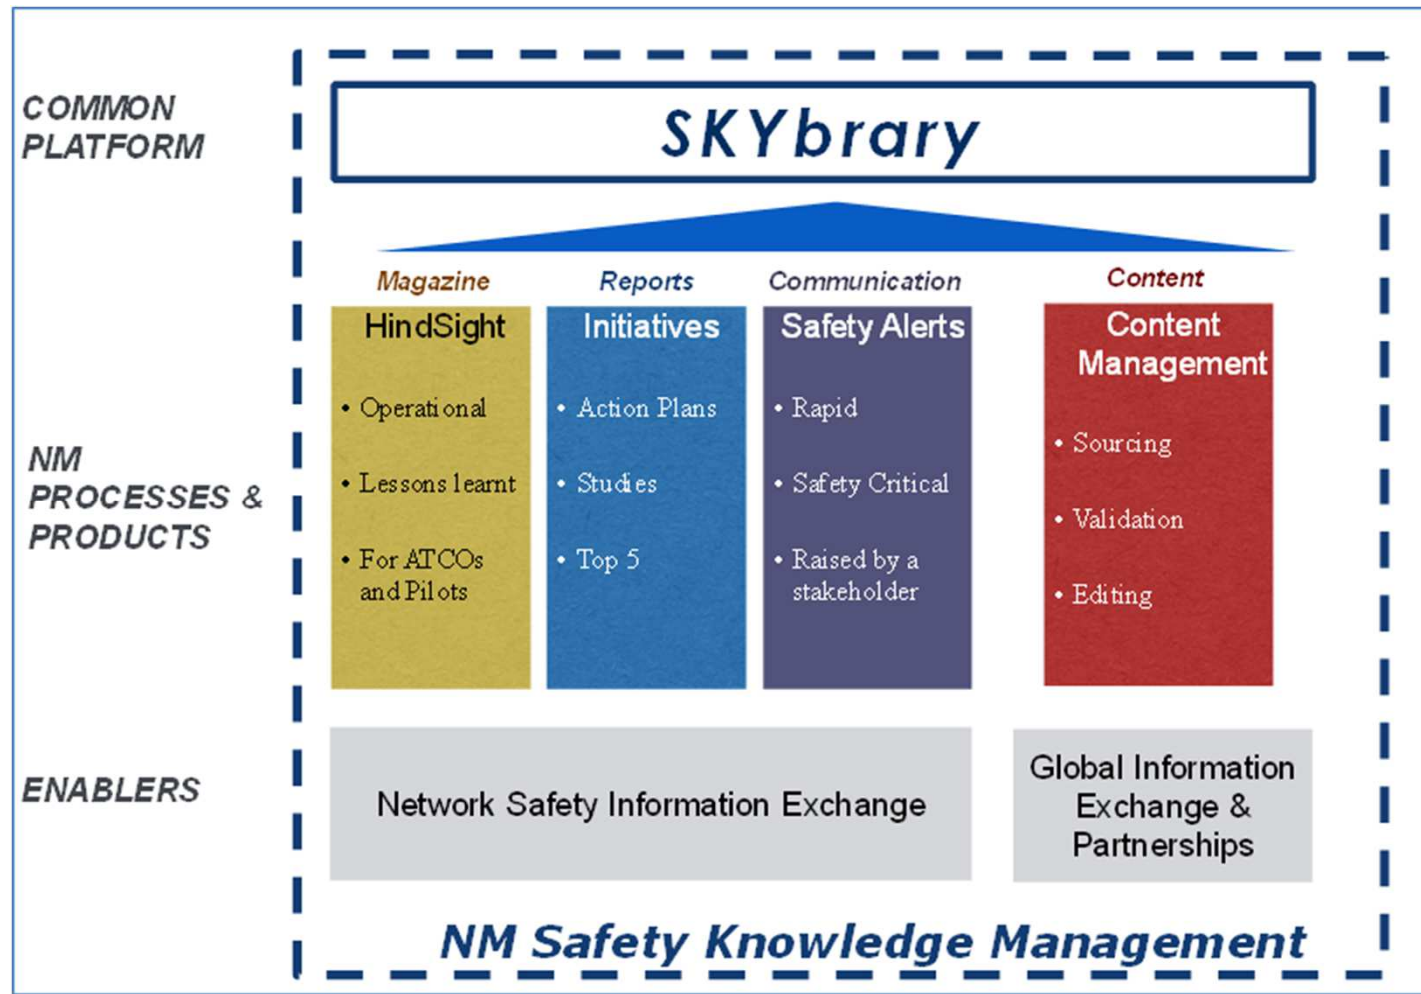 COMMON
PLATFORM
SKYbrary
Magazine
HindSight
• Operational
• Lessons learnt
• For ATCOs
and Pilots
Reports
Initiatives
• Action Plans
• Studies
• Top 5
Communication
Safety Alerts
• Rapid
• Safety Critical
• Raised by a
stakeholder
Content
Content
Management
• Sourcing
• Validation
• Editing
NM
PROCESSES &
PRODUCTS
ENABLERS
Network Safety Information Exchange
Global Information
Exchange &
Partnerships
NM Safety Knowledge Management